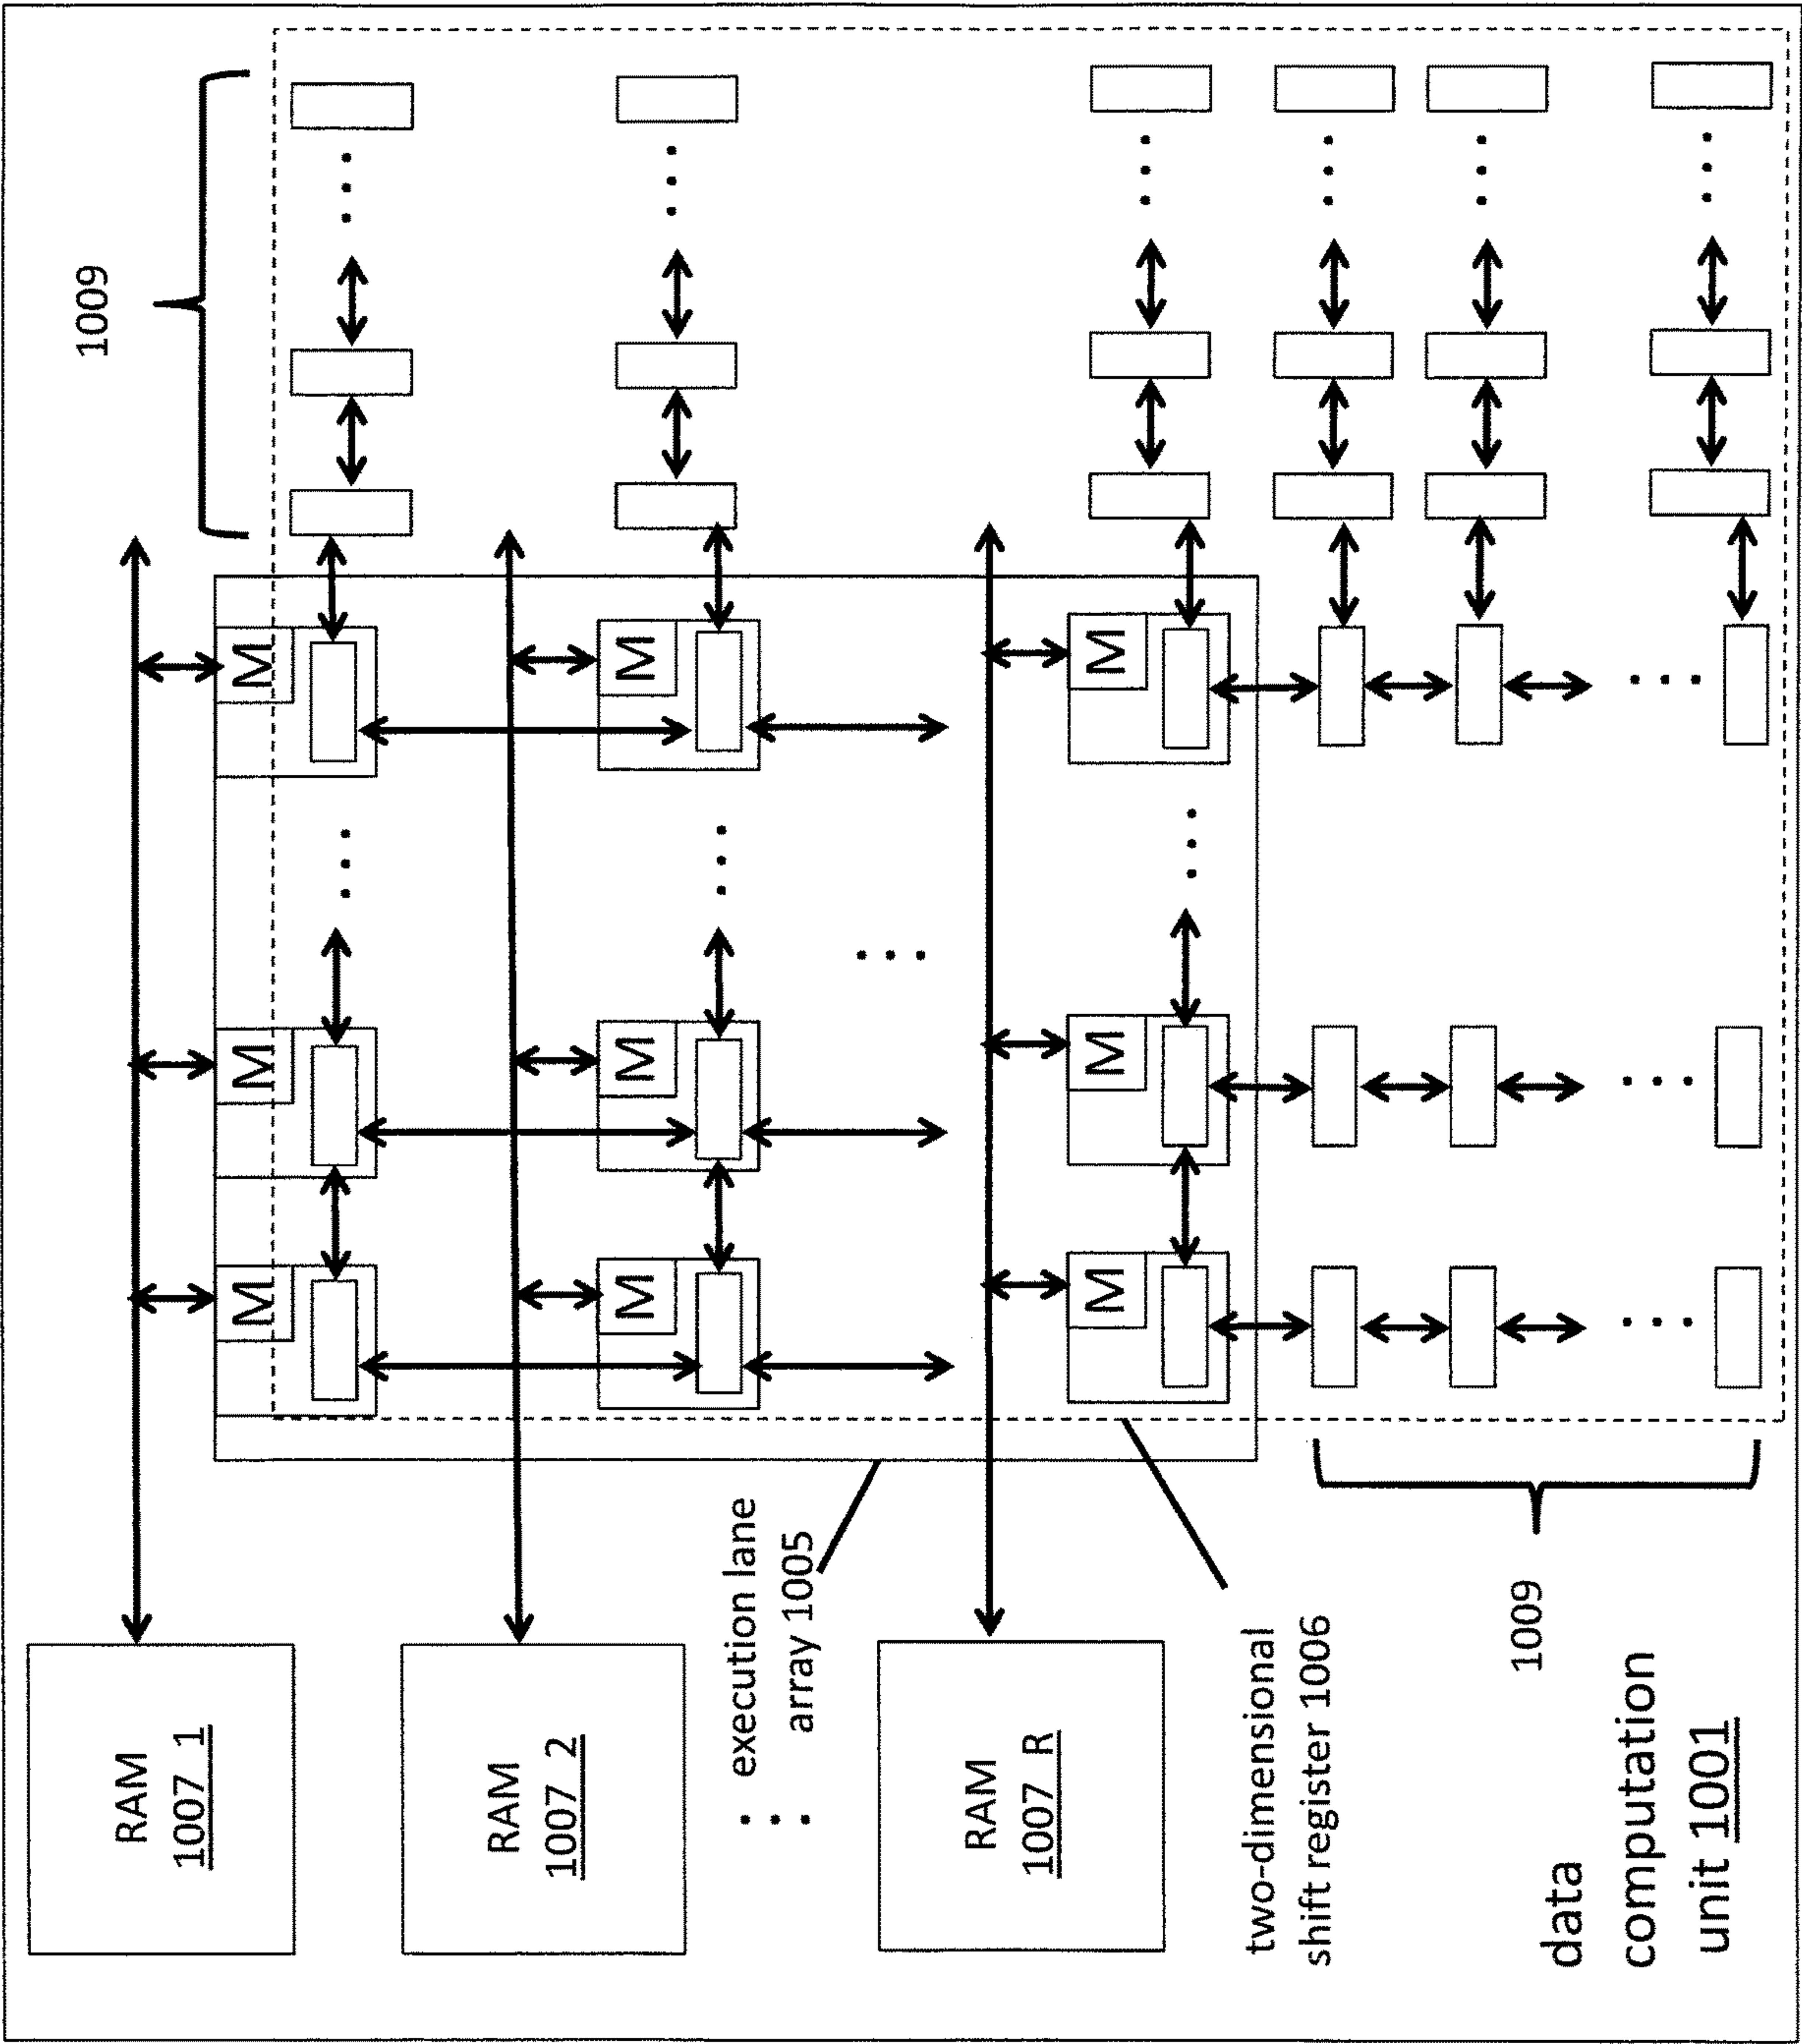 1009
RAM
1007_1
M M M
RAM
1007_2
M M M
execution lane
array 1005
RAM
1007_R
M M M
two-dimensional
shift register 1006
1009
data
computation
unit 1001